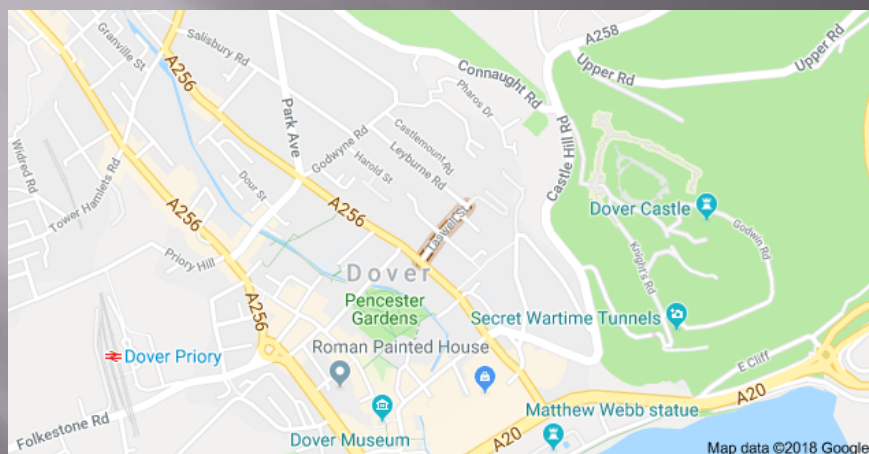 Granville St
Salisbury Rd
A256
A258
Upper Rd
Upper Rd
Connaught Rd
Pharos Dr
Park Ave
Castlemount Rd
Godwyne Rd
Leyburne Rd
Harold St
Castle Hill Rd
Widred Rd
Tower Hamlets Rd
Dour St
A256
A256
Taswell St
Dover Castle
Godwin Rd
Knight's Rd
Priory Hill
Dover
A256
Pencester
Gardens
Secret Wartime Tunnels
Roman Painted House
Dover Priory
E Cliff
A20
Matthew Webb statue
Folkestone Rd
Dover Museum
A20
Map data ©2018 Google